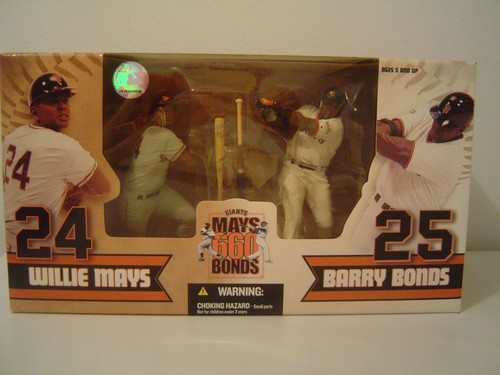 AGES 5 AND UP
24
24
WILLIE MAYS
GIANTS
MAYS
660
BONDS
25
BARRY BONDS
WARNING:
CHOKING HAZARD - Small parts
Not for children under 3 years